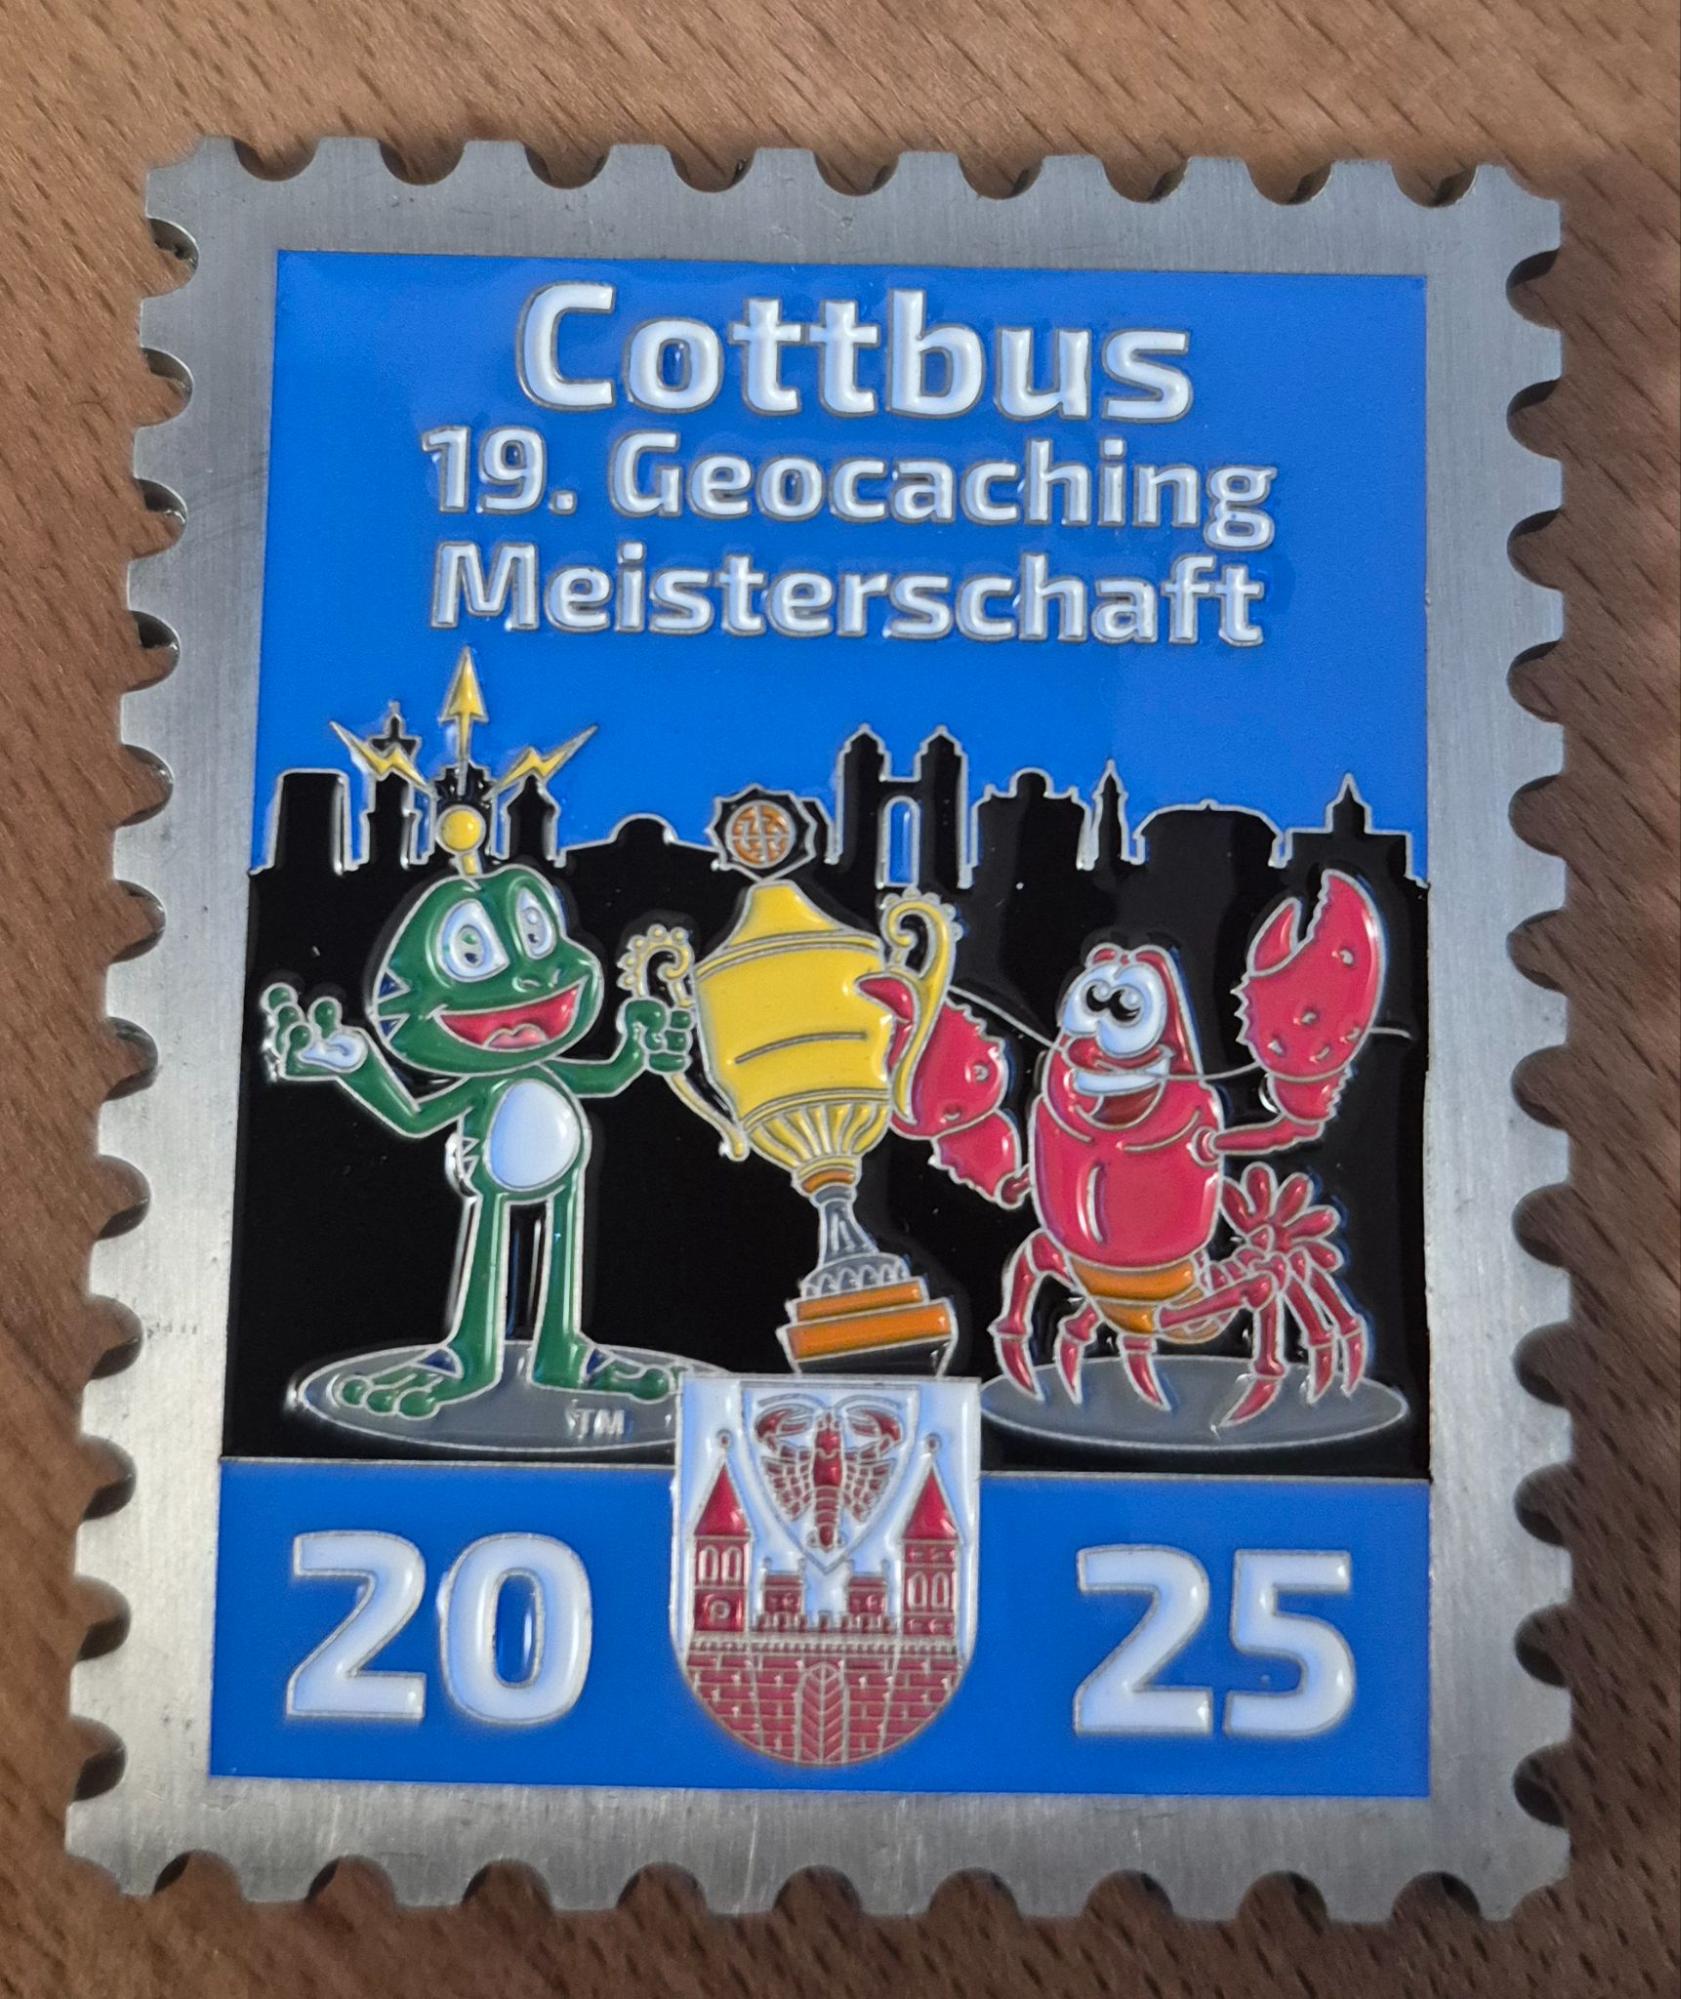 Cottbus
19. Geocaching
Meisterschaft
TM
20 25